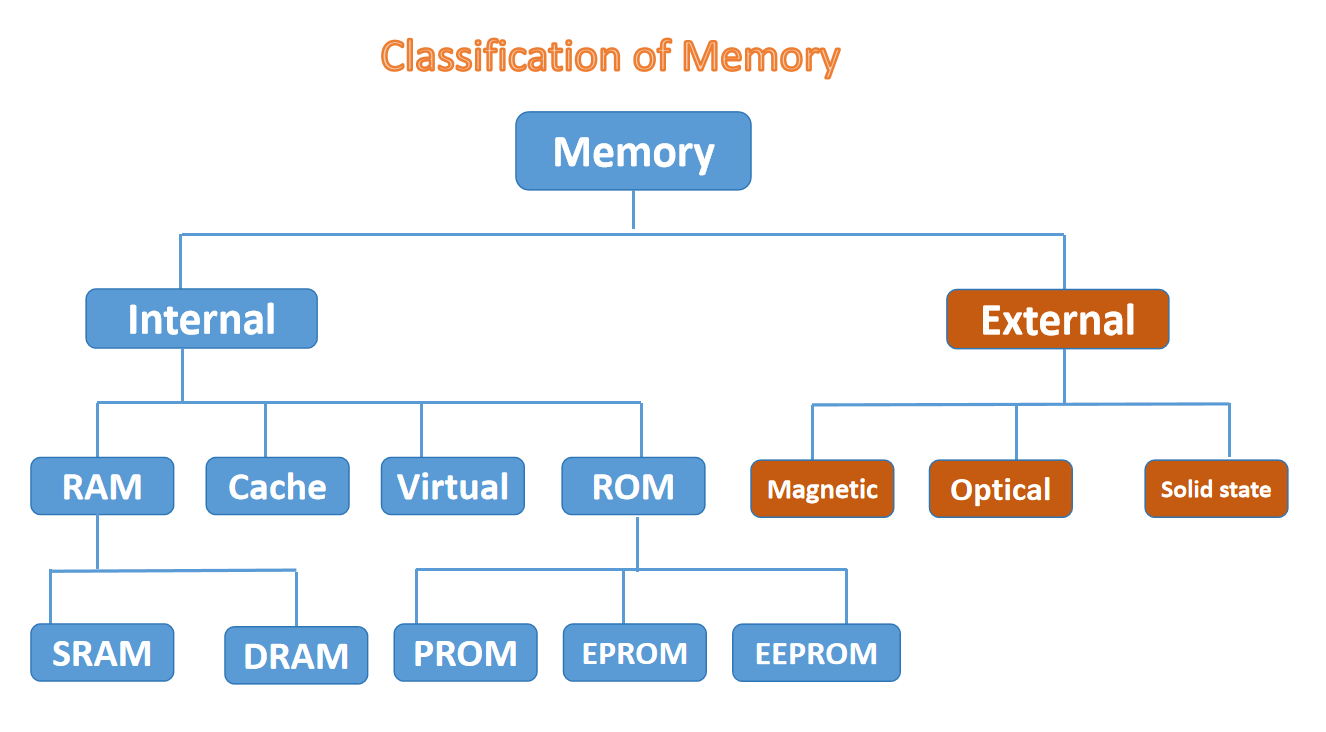 Classification of Memory
Memory
Internal
External
RAM
Cache
Virtual
ROM
Magnetic
Optical
Solid state
SRAM
DRAM
PROM
EPROM
EEPROM